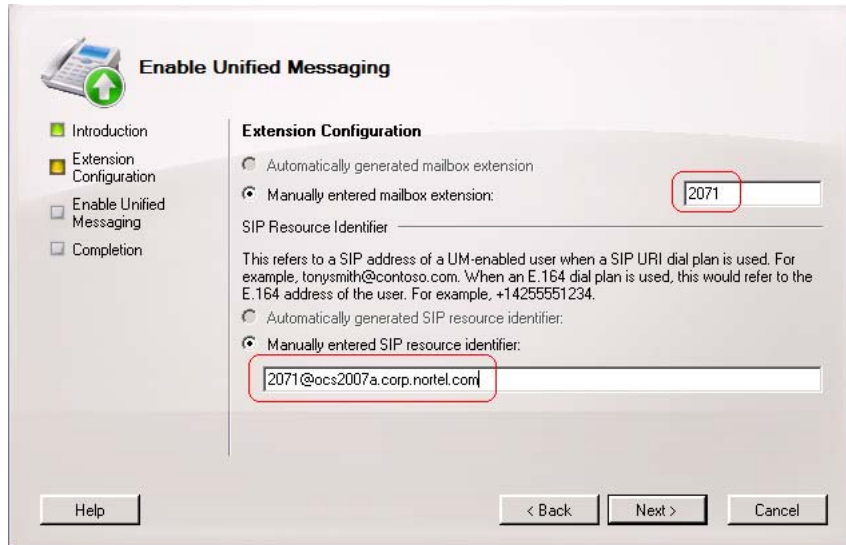 Enable Unified Messaging
Introduction
Extension
Configuration
Enable Unified
Messaging
Completion
Extension Configuration
Automatically generated mailbox extension
Manually entered mailbox extension:
2071
SIP Resource Identifier
This refers to a SIP address of a UM-enabled user when a SIP URI dial plan is used. For
example, tonysmith@contoso.com. When an E.164 dial plan is used, this would refer to the
E.164 address of the user. For example, +14255551234.
Automatically generated SIP resource identifier:
Manually entered SIP resource identifier:
2071@ocs2007a.corp.nortel.com
Help
< Back
Next >
Cancel